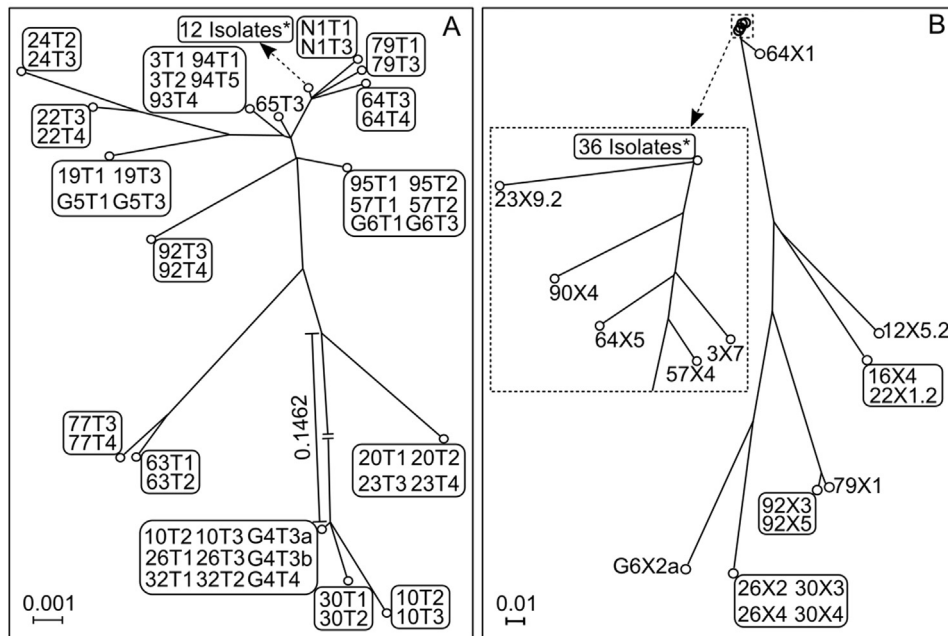 A
12 Isolates*
N1T1
N1T3
24T2
24T3
3T1 94T1
3T2 94T5
93T4
79T1
79T3
65T3
64T3
64T4
22T3
22T4
19T1 19T3
G5T1 G5T3
95T1 95T2
57T1 57T2
G6T1 G6T3
92T3
92T4
77T3
77T4
63T1
63T2
0.1462
20T1 20T2
23T3 23T4
10T2 10T3 G4T3a
26T1 26T3 G4T3b
32T1 32T2 G4T4
30T1
30T2
10T2
10T3
0.001
B
64X1
36 Isolates*
23X9.2
90X4
64X5
3X7
57X4
12X5.2
16X4
22X1.2
79X1
92X3
92X5
G6X2a
26X2 30X3
26X4 30X4
0.01